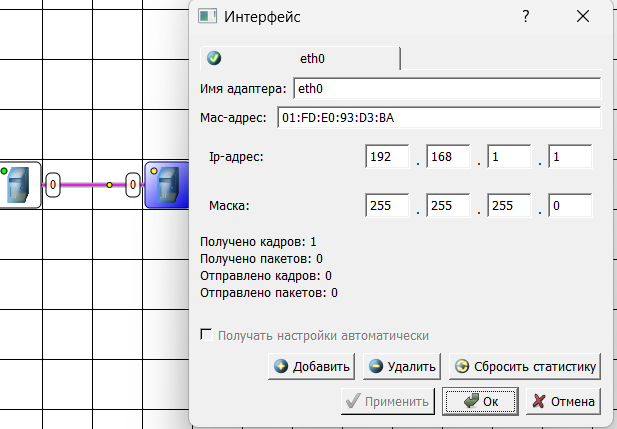 Интерфейс ?
eth0
Имя адаптера: eth0
Мас-адрес: 01:FD:E0:93:D3:BA
Ip-адрес: 192 . 168 . 1 . 1
0 0
Маска: 255 . 255 . 255 . 0
Получено кадров: 1
Получено пакетов: 0
Отправлено кадров: 0
Отправлено пакетов: 0
Получать настройки автоматически
Добавить Удалить Сбросить статистику
Применить Ок Отмена